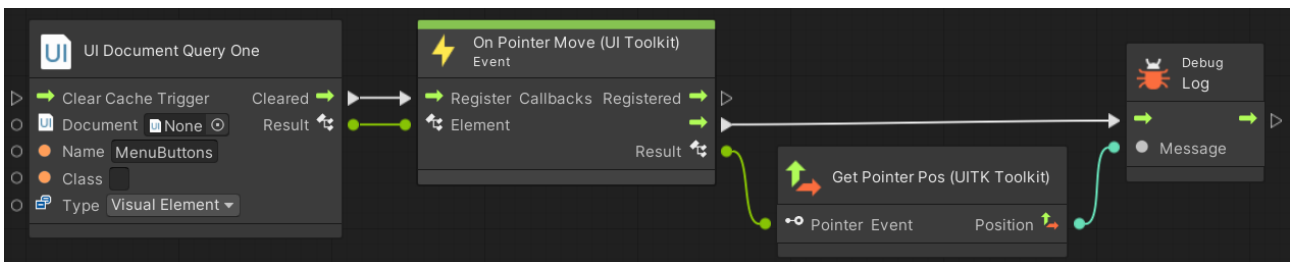 UI Document Query One
Clear Cache Trigger Cleared
Document UI None Result
Name MenuButtons
Class
Type Visual Element
On Pointer Move (UI Toolkit)
Event
Register Callbacks Registered
Element
Result
Get Pointer Pos (UITK Toolkit)
Pointer Event Position
Debug
Log
Message